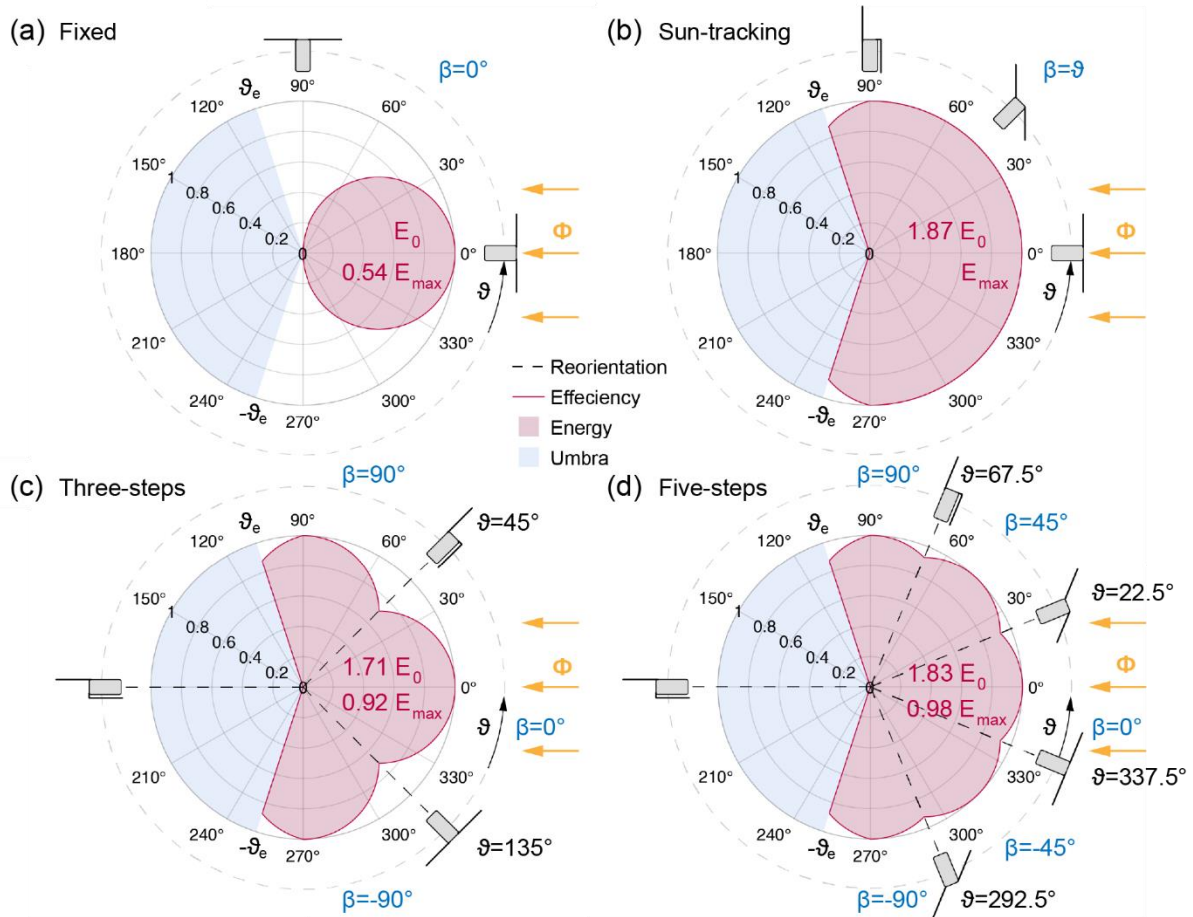 (a) Fixed
β=0°
ϑe
90°
120°
60°
150°
30°
1
0.8
0.6
0.4
0.2
0
E0
0.54 Emax
Φ
180°
0°
ϑ
210°
330°
240°
300°
-ϑe
270°
(b) Sun-tracking
β=ϑ
ϑe
90°
120°
60°
150°
30°
1
0.8
0.6
0.4
0.2
0
1.87 E0
Emax
Φ
180°
0°
ϑ
210°
330°
240°
300°
-ϑe
270°
Reorientation
Effeciency
Energy
Umbra
(c) Three-steps
β=90°
ϑ=45°
ϑe
90°
120°
60°
150°
30°
1
0.8
0.6
0.4
0.2
0
1.71 E0
0.92 Emax
Φ
0°
ϑ
β=0°
210°
330°
240°
300°
-ϑe
270°
ϑ=135°
β=-90°
(d) Five-steps
β=90°
ϑ=67.5°
β=45°
ϑe
90°
120°
60°
ϑ=22.5°
150°
30°
1
0.8
0.6
0.4
0.2
0
1.83 E0
0.98 Emax
Φ
0°
ϑ
β=0°
210°
330°
ϑ=337.5°
240°
300°
-ϑe
270°
β=-45°
β=-90°
ϑ=292.5°